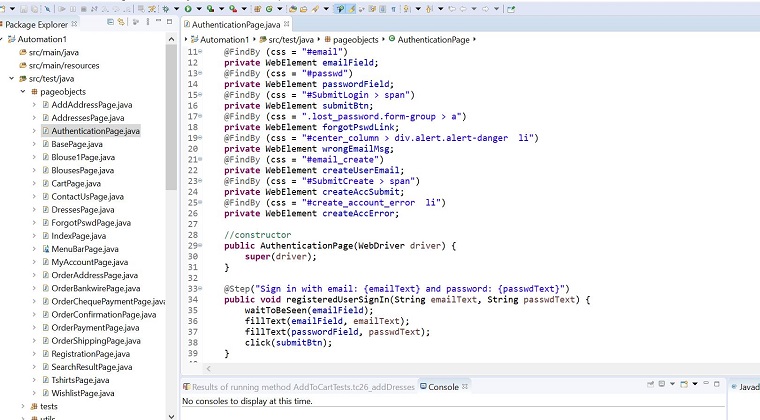 Package Explorer
Automation1
src/main/java
src/main/resources
src/test/java
pageobjects
AddAddressPage.java
AddressesPage.java
AuthenticationPage.java
BasePage.java
Blouse1Page.java
BlousesPage.java
CartPage.java
ContactUsPage.java
DressesPage.java
ForgotPswdPage.java
IndexPage.java
MenuBarPage.java
MyAccountPage.java
OrderAddressPage.java
OrderBankwirePage.java
OrderChequePaymentPage.java
OrderConfirmationPage.java
OrderPaymentPage.java
OrderShippingPage.java
RegistrationPage.java
SearchResultPage.java
TshirtsPage.java
WishlistPage.java
tests
utils
AuthenticationPage.java
Automation1 src/test/java pageobjects AuthenticationPage
11 @FindBy (css = "#email")
12 private WebElement emailField;
13 @FindBy (css = "#passwd")
14 private WebElement passwordField;
15 @FindBy (css = "#SubmitLogin > span")
16 private WebElement submitBtn;
17 @FindBy (css = ".lost_password.form-group > a")
18 private WebElement forgotPswdLink;
19 @FindBy (css = "#center_column > div.alert.alert-danger  li")
20 private WebElement wrongEmailMsg;
21 @FindBy (css = "#email_create")
22 private WebElement createUserEmail;
23 @FindBy (css = "#SubmitCreate > span")
24 private WebElement createAccSubmit;
25 @FindBy (css = "#create_account_error  li")
26 private WebElement createAccError;
27
28 //constructor
29 public AuthenticationPage(WebDriver driver) {
30 super(driver);
31 }
32
33 @Step("Sign in with email: {emailText} and password: {passwdText}")
34 public void registeredUserSignIn(String emailText, String passwdText) {
35 waitToBeSeen(emailField);
36 fillText(emailField, emailText);
37 fillText(passwordField, passwdText);
38 click(submitBtn);
39 }
Results of running method AddToCartTests.tc26_addDresses
Console
No consoles to display at this time.
Javad